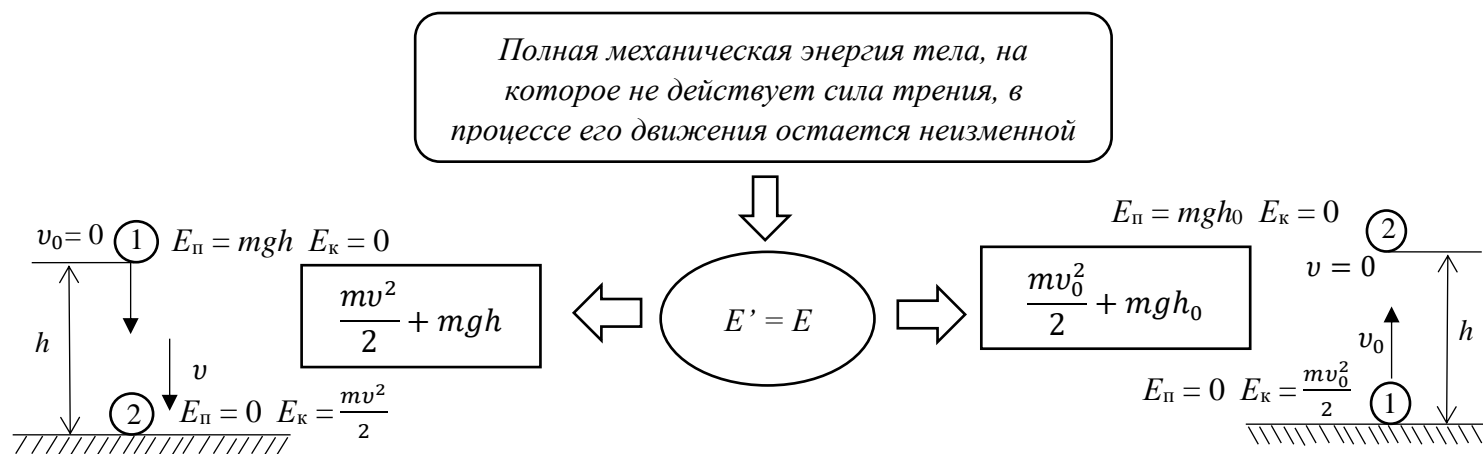 Полная механическая энергия тела, на
которое не действует сила трения, в
процессе его движения остается неизменной
υ₀= 0 1 Eп = mgh Eк = 0
h
υ
2 Eп = 0 Eк = mυ²/2
mυ²/2 + mgh
E’ = E
mυ₀²/2 + mgh₀
Eп = mgh₀ Eк = 0
2
υ = 0
h
υ₀
Eп = 0 Eк = mυ₀²/2 1